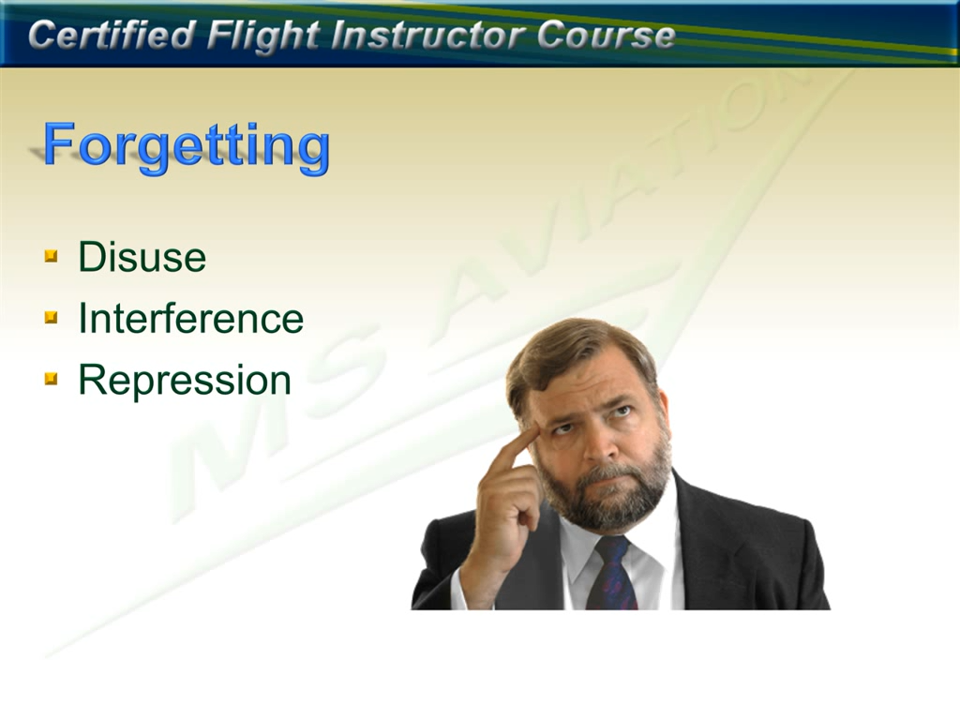 Certified Flight Instructor Course
Forgetting
Disuse
Interference
Repression
MS AVIATION